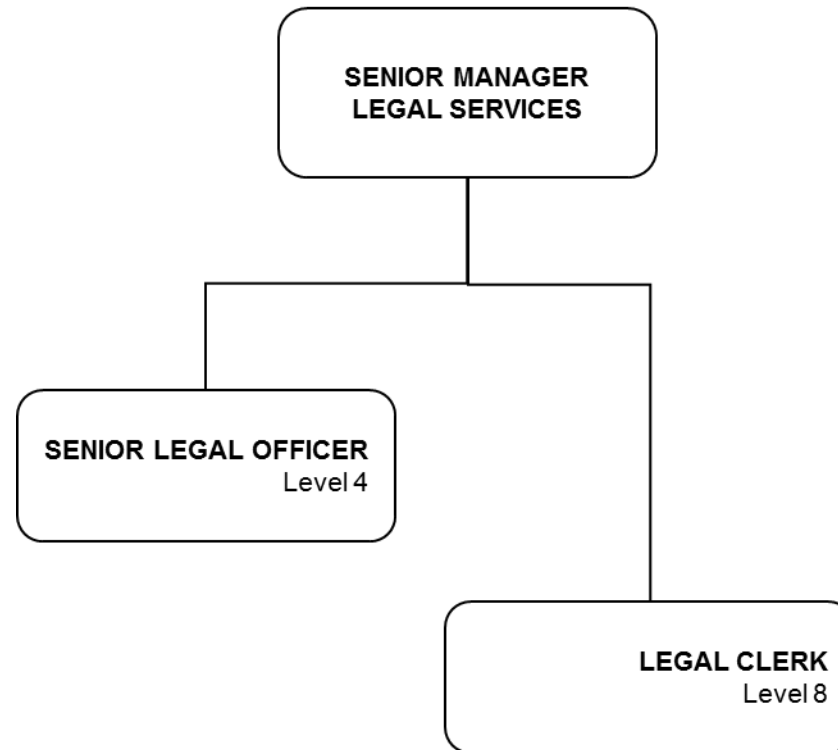 SENIOR MANAGER
LEGAL SERVICES
SENIOR LEGAL OFFICER
Level 4
LEGAL CLERK
Level 8